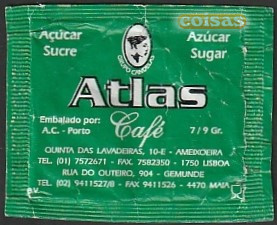 coisas
Açúcar
Sucre
Azúcar
Sugar
Atlas
Embalado por:
A.C. - Porto
Café
7 / 9 Gr.
QUINTA DAS LAVADEIRAS, 10-E - AMEIXOEIRA
TEL. (01) 7572671 - FAX. 7582350 - 1750 LISBOA
RUA DO OUTEIRO, 904 - GEMUNDE
TEL. (02) 9411527/8 - FAX 9411526 - 4470 MAIA